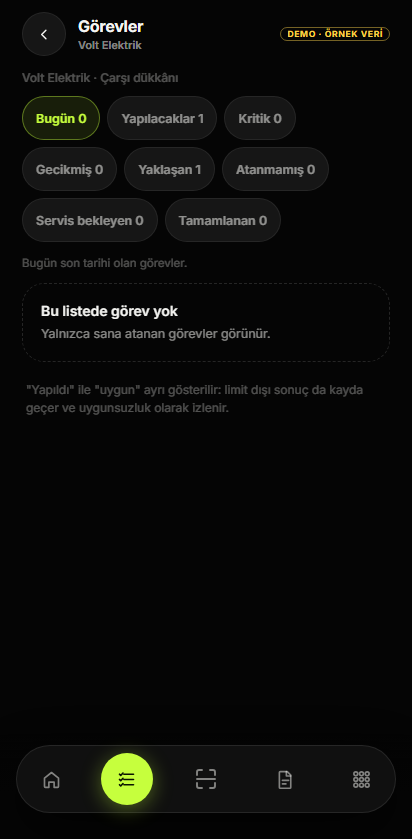 Görevler
Volt Elektrik
DEMO · ÖRNEK VERİ
Volt Elektrik · Çarşı dükkânı
Bugün 0
Yapılacaklar 1
Kritik 0
Gecikmiş 0
Yaklaşan 1
Atanmamış 0
Servis bekleyen 0
Tamamlanan 0
Bugün son tarihi olan görevler.
Bu listede görev yok
Yalnızca sana atanan görevler görünür.
"Yapıldı" ile "uygun" ayrı gösterilir: limit dışı sonuç da kayda
geçer ve uygunsuzluk olarak izlenir.